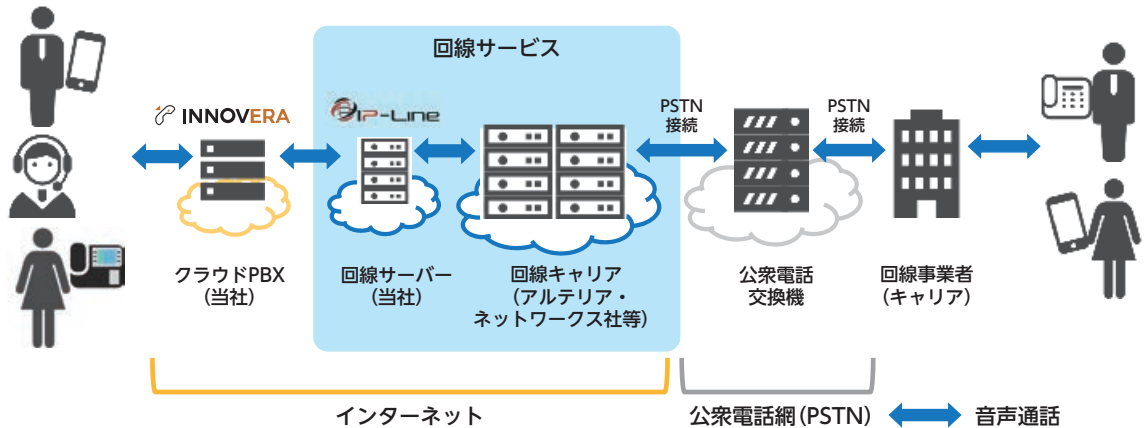 回線サービス
INNOVERA
IP-Line
PSTN
接続
PSTN
接続
クラウドPBX
(当社)
回線サーバー
(当社)
回線キャリア
(アルテリア・
ネットワークス社等)
公衆電話
交換機
回線事業者
(キャリア)
インターネット
公衆電話網(PSTN)
音声通話